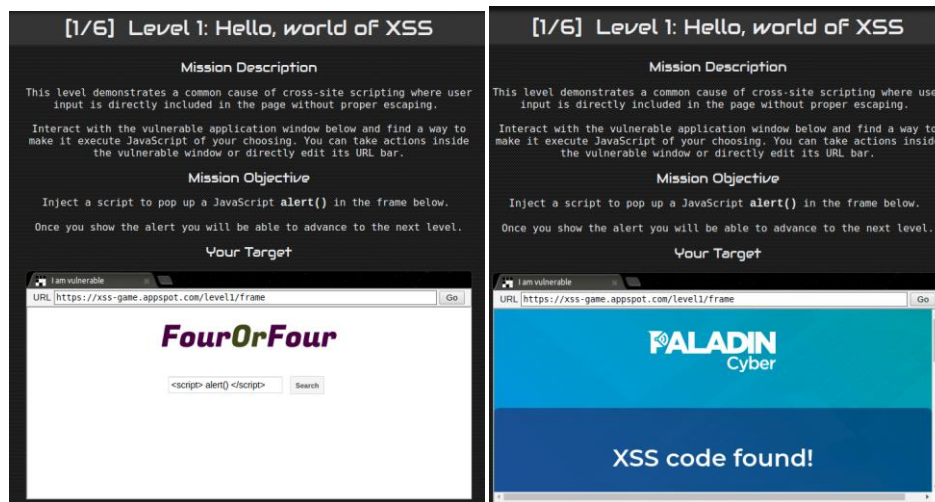 [1/6] Level 1: Hello, world of XSS
Mission Description
This level demonstrates a common cause of cross-site scripting where user
input is directly included in the page without proper escaping.
Interact with the vulnerable application window below and find a way to
make it execute JavaScript of your choosing. You can take actions inside
the vulnerable window or directly edit its URL bar.
Mission Objective
Inject a script to pop up a JavaScript alert() in the frame below.
Once you show the alert you will be able to advance to the next level.
Your Target
I am vulnerable
URL https://xss-game.appspot.com/level1/frame Go
FourOrFour
<script> alert() </script> Search
[1/6] Level 1: Hello, world of XSS
Mission Description
This level demonstrates a common cause of cross-site scripting where use
input is directly included in the page without proper escaping.
Interact with the vulnerable application window below and find a way to
make it execute JavaScript of your choosing. You can take actions insid
the vulnerable window or directly edit its URL bar.
Mission Objective
Inject a script to pop up a JavaScript alert() in the frame below.
Once you show the alert you will be able to advance to the next level.
Your Target
I am vulnerable
URL https://xss-game.appspot.com/level1/frame Go
PALADIN
Cyber
XSS code found!